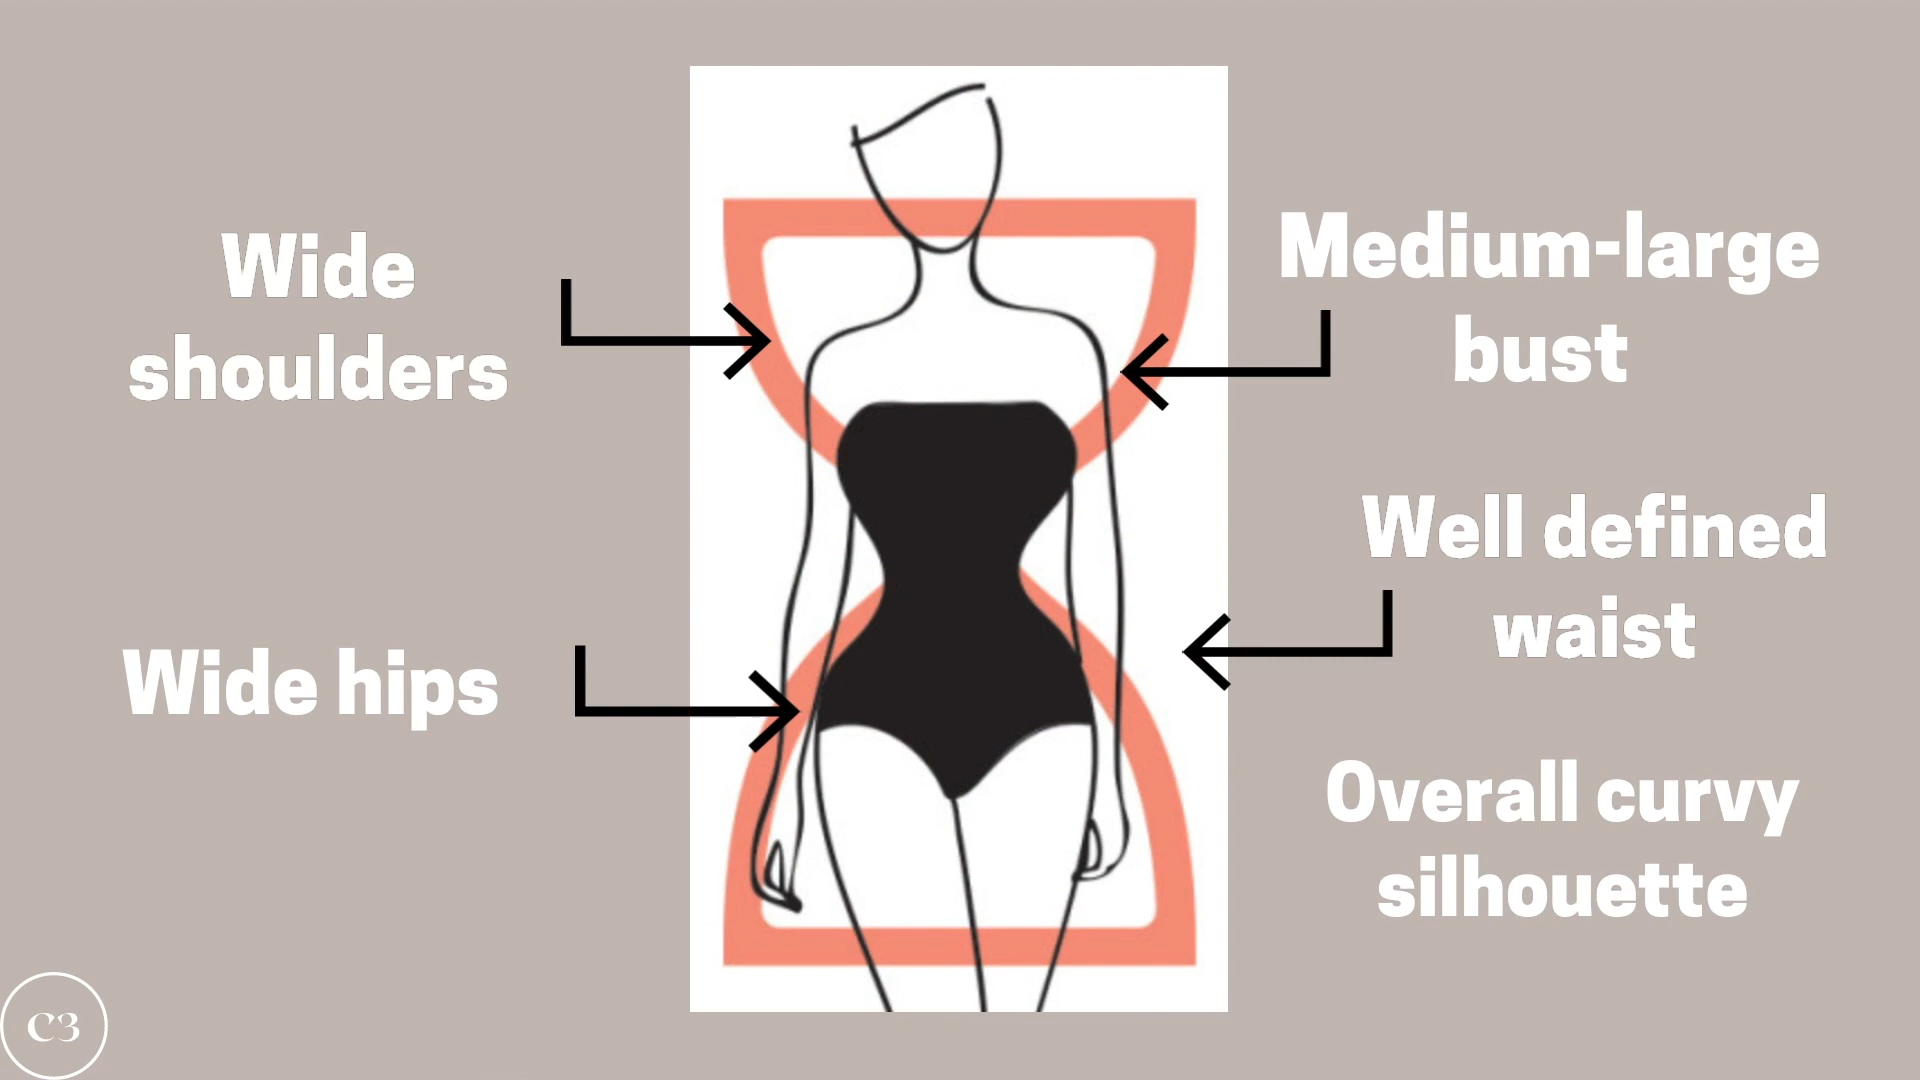 Wide
shoulders
Wide hips
Medium-large
bust
Well defined
waist
Overall curvy
silhouette
C3